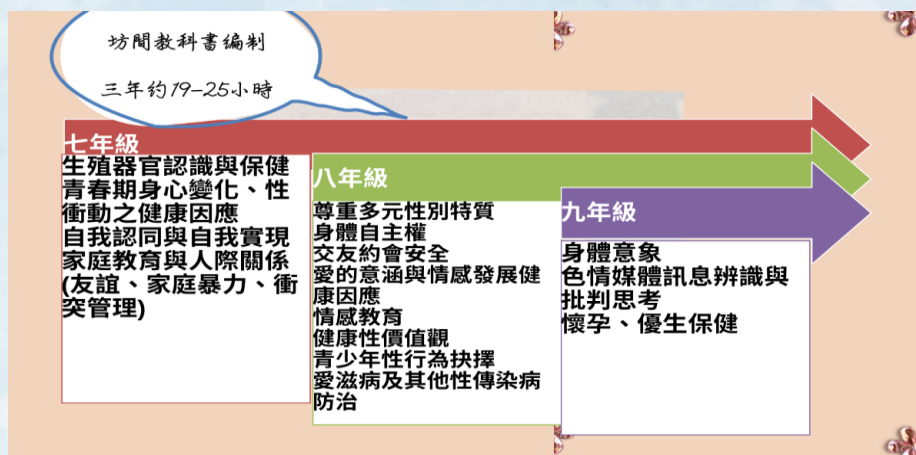 坊間教科書編制
三年約19-25小時
七年級
生殖器官認識與保健
青春期身心變化、性
衝動之健康因應
自我認同與自我實現
家庭教育與人際關係
(友誼、家庭暴力、衝
突管理)
八年級
尊重多元性別特質
身體自主權
交友約會安全
愛的意涵與情感發展健
康因應
情感教育
健康性價值觀
青少年性行為抉擇
愛滋病及其他性傳染病
防治
九年級
身體意象
色情媒體訊息辨識與
批判思考
懷孕、優生保健